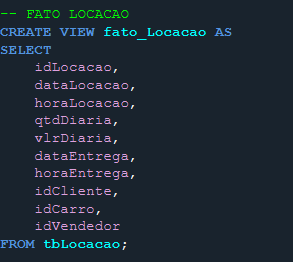 -- FATO LOCACAO
CREATE VIEW fato_Locacao AS
SELECT
    idLocacao,
    dataLocacao,
    horaLocacao,
    qtdDiaria,
    vlrDiaria,
    dataEntrega,
    horaEntrega,
    idCliente,
    idCarro,
    idVendedor
FROM tbLocacao;